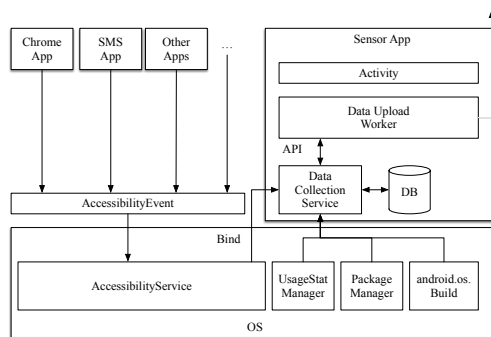 Chrome
App
SMS
App
Other
Apps
...
Sensor App
Activity
Data Upload
Worker
API
Data
Collection
Service
DB
AccessibilityEvent
Bind
AccessibilityService
UsageStat
Manager
Package
Manager
android.os.
Build
OS